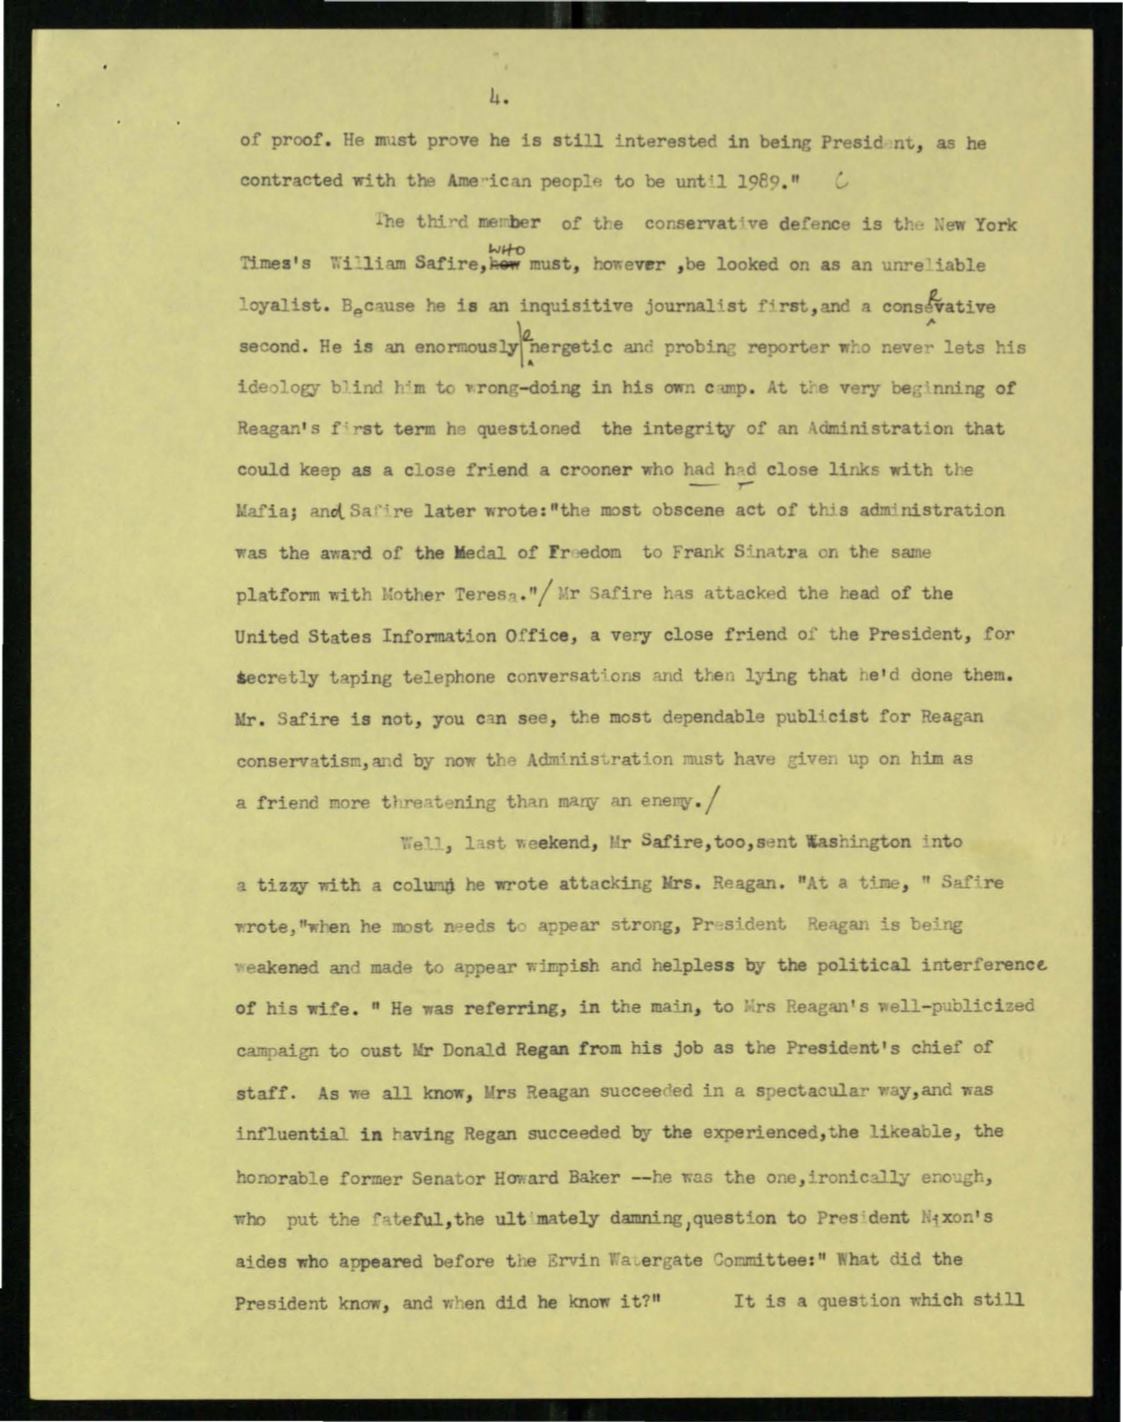 4.
of proof. He must prove he is still interested in being President, as he
contracted with the American people to be until 1989."
The third member of the conservative defence is the New York
Times's William Safire, WHO must, however ,be looked on as an unreliable
loyalist. Because he is an inquisitive journalist first,and a conservative
second. He is an enormously energetic and probing reporter who never lets his
ideology blind him to wrong-doing in his own camp. At the very beginning of
Reagan's first term he questioned the integrity of an Administration that
could keep as a close friend a crooner who had had close links with the
Mafia; and Safire later wrote:"the most obscene act of this administration
was the award of the Medal of Freedom to Frank Sinatra on the same
platform with Mother Teresa."/ Mr Safire has attacked the head of the
United States Information Office, a very close friend of the President, for
secretly taping telephone conversations and then lying that he'd done them.
Mr. Safire is not, you can see, the most dependable publicist for Reagan
conservatism,and by now the Administration must have given up on him as
a friend more threatening than many an enemy./
Well, last weekend, Mr Safire,too,sent Washington into
a tizzy with a column he wrote attacking Mrs. Reagan. "At a time, " Safire
wrote,"when he most needs to appear strong, President Reagan is being
weakened and made to appear wimpish and helpless by the political interference
of his wife. " He was referring, in the main, to Mrs Reagan's well-publicized
campaign to oust Mr Donald Regan from his job as the President's chief of
staff. As we all know, Mrs Reagan succeeded in a spectacular way,and was
influential in having Regan succeeded by the experienced,the likeable, the
honorable former Senator Howard Baker --he was the one,ironically enough,
who put the fateful,the ultimately damning,question to President Nixon's
aides who appeared before the Ervin Watergate Committee:" What did the
President know, and when did he know it?" It is a question which still